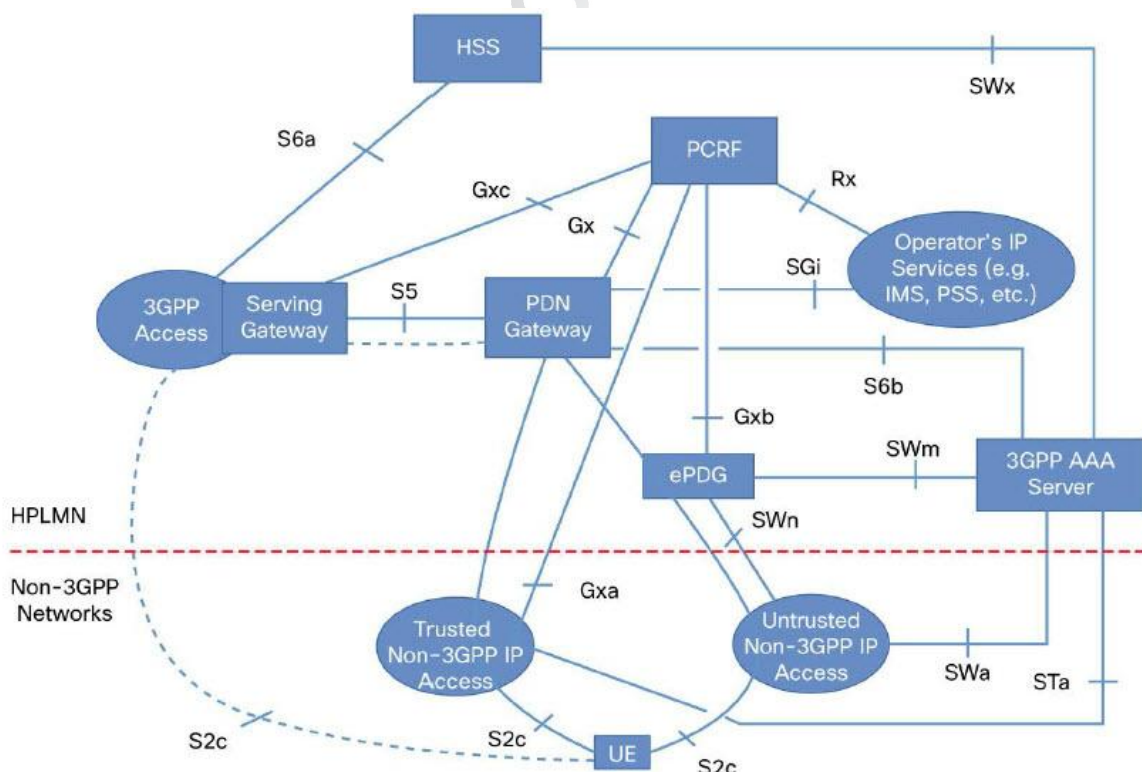 HSS
SWx
S6a
PCRF
Gxc
Rx
Gx
Operator's IP
Services (e.g.
IMS, PSS, etc.)
SGi
3GPP
Access
Serving
Gateway
S5
PDN
Gateway
S6b
Gxb
SWm
3GPP AAA
Server
ePDG
HPLMN
SWn
Non-3GPP
Networks
Gxa
Trusted
Non-3GPP IP
Access
Untrusted
Non-3GPP IP
Access
SWa
STa
S2c
S2c
UE
S2c